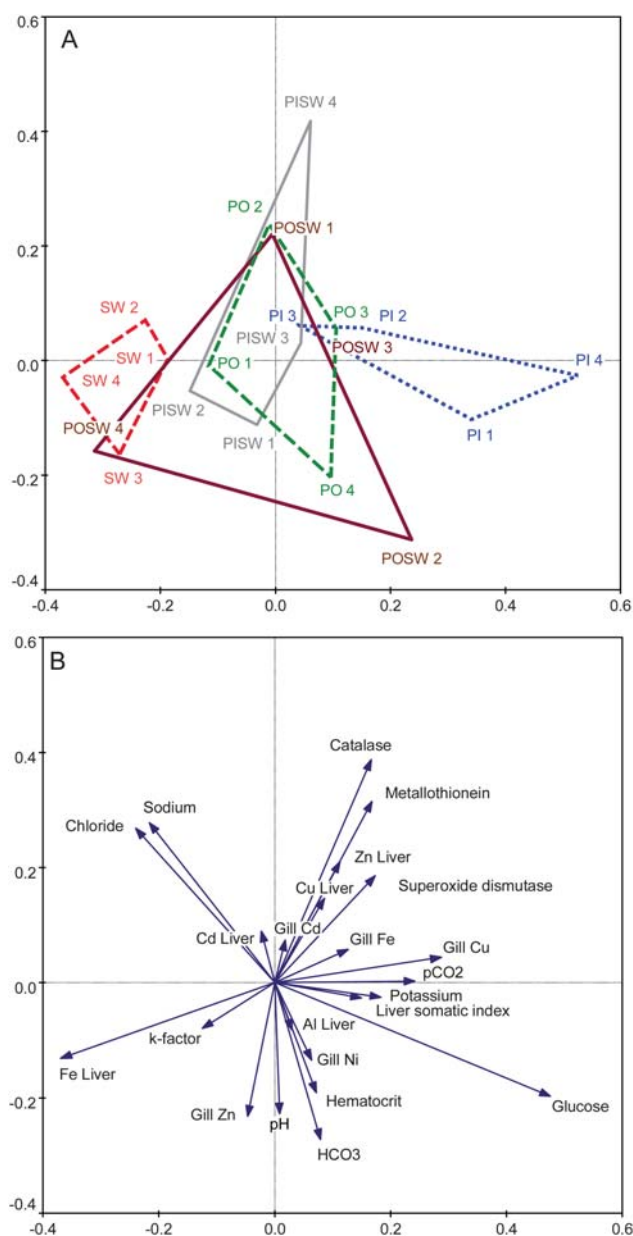 0.6
A
PISW 4
0.4
PO 2
POSW 1
0.2
SW 2
PI 3
PO 3
PI 2
SW 1
PISW 3
POSW 3
0.0
SW 4
PO 1
PI 4
PISW 2
POSW 4
PISW 1
PI 1
-0.2
SW 3
PO 4
POSW 2
-0.4
-0.4
-0.2
0.0
0.2
0.4
0.6
0.6
B
0.4
Catalase
Metallothionein
Sodium
Chloride
0.2
Zn Liver
Cu Liver
Superoxide dismutase
Cd Liver
Gill Cd
Gill Fe
Gill Cu
pCO2
0.0
Potassium
Liver somatic index
k-factor
Al Liver
Fe Liver
Gill Ni
-0.2
Gill Zn
pH
Hematocrit
Glucose
HCO3
-0.4
-0.4
-0.2
0.0
0.2
0.4
0.6